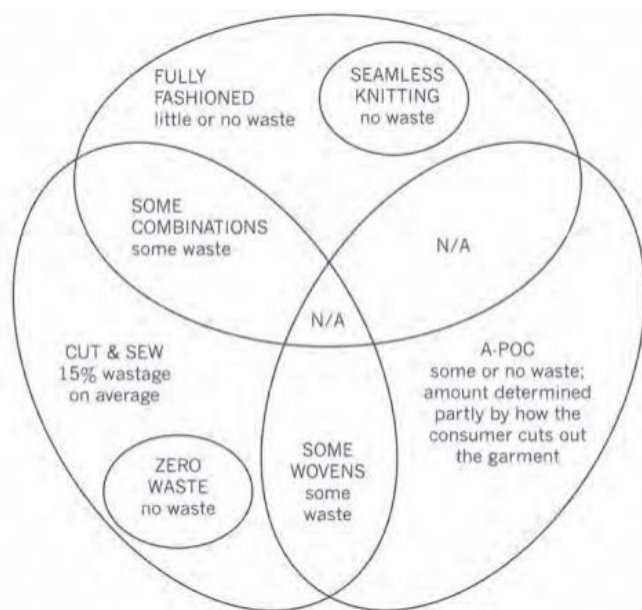 FULLY
FASHIONED
little or no waste
SEAMLESS
KNITTING
no waste
SOME
COMBINATIONS
some waste
N/A
N/A
CUT & SEW
15% wastage
on average
A-POC
some or no waste;
amount determined
partly by how the
consumer cuts out
the garment
ZERO
WASTE
no waste
SOME
WOVENS
some
waste